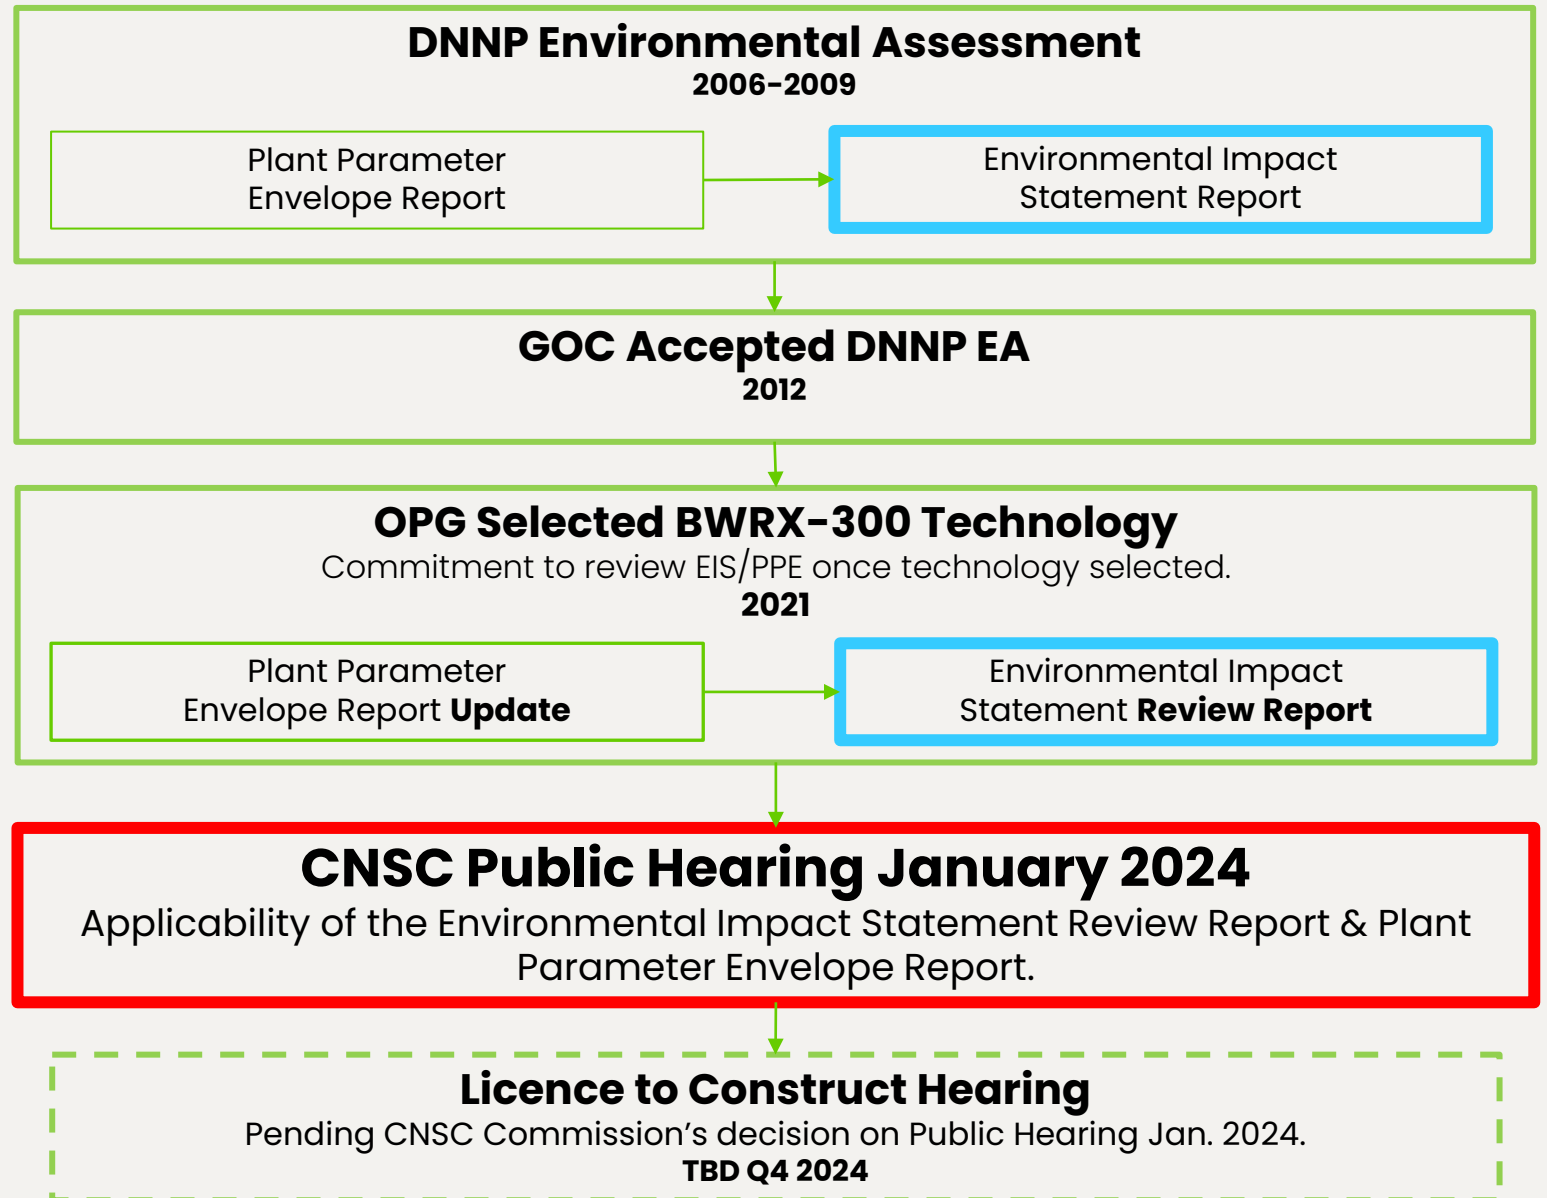 DNNP Environmental Assessment
2006-2009
Plant Parameter
Envelope Report
Environmental Impact
Statement Report
GOC Accepted DNNP EA
2012
OPG Selected BWRX-300 Technology
Commitment to review EIS/PPE once technology selected.
2021
Plant Parameter
Envelope Report Update
Environmental Impact
Statement Review Report
CNSC Public Hearing January 2024
Applicability of the Environmental Impact Statement Review Report & Plant
Parameter Envelope Report.
Licence to Construct Hearing
Pending CNSC Commission’s decision on Public Hearing Jan. 2024.
TBD Q4 2024